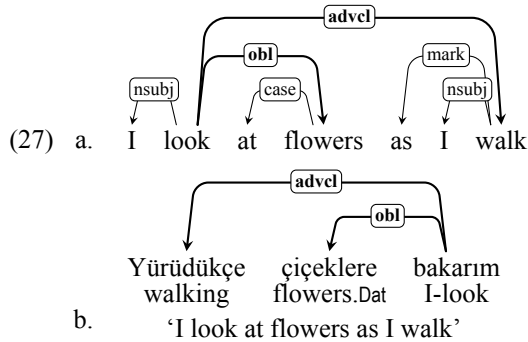 advcl
obl mark
nsubj case nsubj
(27) a. I look at flowers as I walk
advcl
obl
Yürüdükçe çiçeklere bakarım
walking flowers.Dat I-look
b. ‘I look at flowers as I walk’